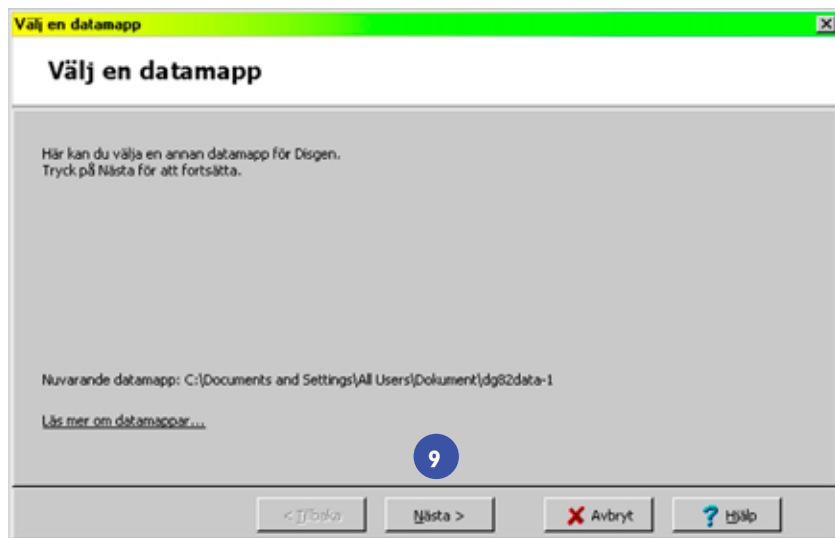 Välj en datamapp
Välj en datamapp
Här kan du välja en annan datamapp för Disgen.
Tryck på Nästa för att fortsätta.
Nuvarande datamapp: C:\Documents and Settings\All Users\Dokument\dg82data-1
Läs mer om datamappar...
9
< Tillbaka
Nästa >
Avbryt
? Hjälp